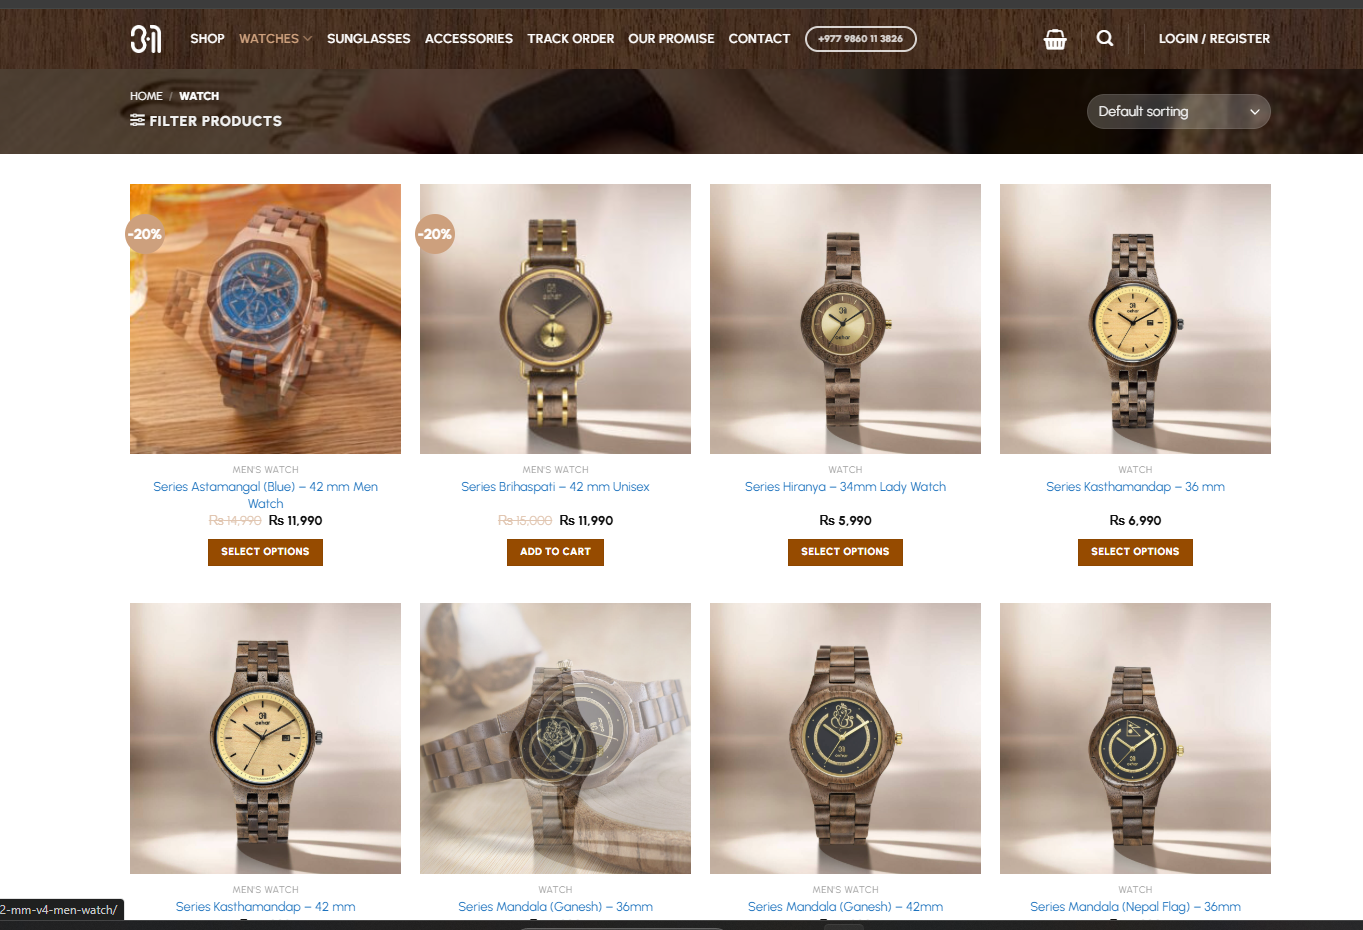 SHOP WATCHES SUNGLASSES ACCESSORIES TRACK ORDER OUR PROMISE CONTACT +977 9860 11 3826 LOGIN / REGISTER
HOME / WATCH
FILTER PRODUCTS
Default sorting
-20%
-20%
MEN'S WATCH
Series Astamangal (Blue) – 42 mm Men
Watch
₨ 14,990 ₨ 11,990
SELECT OPTIONS
MEN'S WATCH
Series Brihaspati – 42 mm Unisex
₨ 15,000 ₨ 11,990
ADD TO CART
WATCH
Series Hiranya – 34mm Lady Watch
₨ 5,990
SELECT OPTIONS
WATCH
Series Kasthamandap – 36 mm
₨ 6,990
SELECT OPTIONS
MEN'S WATCH
Series Kasthamandap – 42 mm
WATCH
Series Mandala (Ganesh) – 36mm
MEN'S WATCH
Series Mandala (Ganesh) – 42mm
WATCH
Series Mandala (Nepal Flag) – 36mm
2-mm-v4-men-watch/